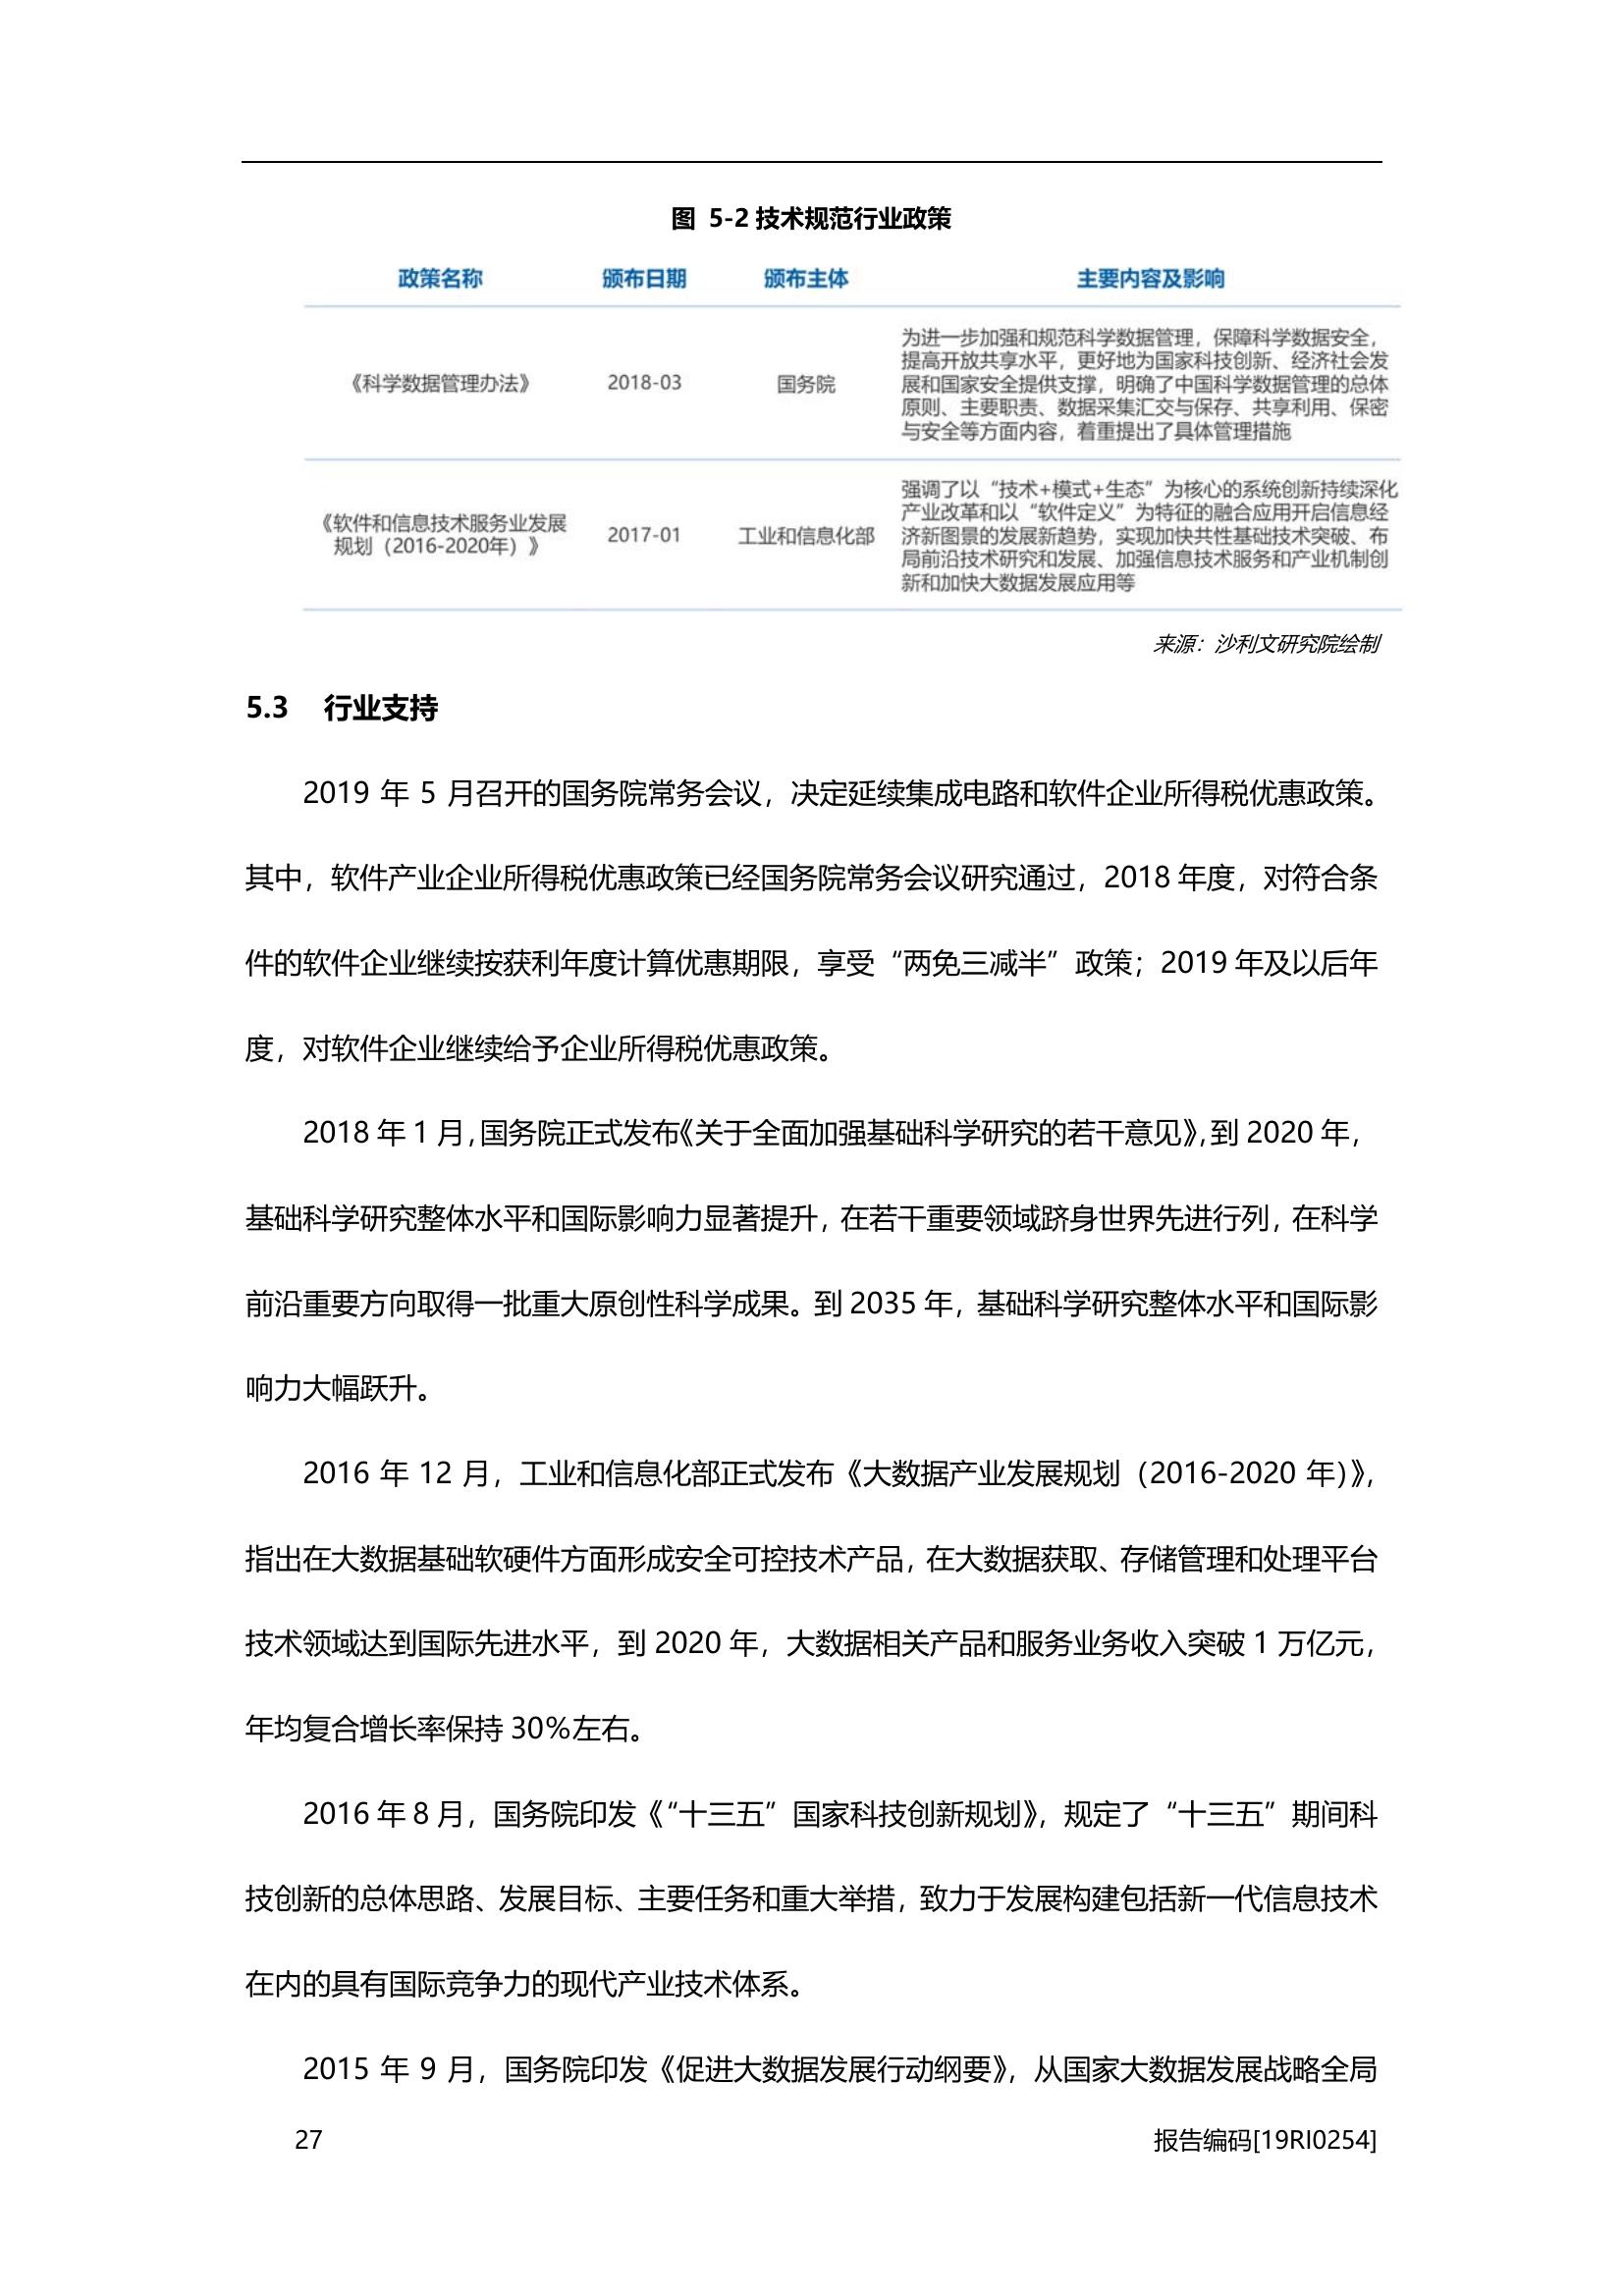 图 5-2 技术规范行业政策
政策名称 颁布日期 颁布主体 主要内容及影响
《科学数据管理办法》 2018-03 国务院
为进一步加强和规范科学数据管理，保障科学数据安全，
提高开放共享水平，更好地为国家科技创新、经济社会发
展和国家安全提供支撑，明确了中国科学数据管理的总体
原则、主要职责、数据采集汇交与保存、共享利用、保密
与安全等方面内容，着重提出了具体管理措施
《软件和信息技术服务业发展
规划（2016-2020年）》
2017-01 工业和信息化部
强调了以“技术+模式+生态”为核心的系统创新持续深化
产业改革和以“软件定义”为特征的融合应用开启信息经
济新图景的发展新趋势，实现加快共性基础技术突破、布
局前沿技术研究和发展、加强信息技术服务和产业机制创
新和加快大数据发展应用等
来源：沙利文研究院绘制
5.3 行业支持
2019 年 5 月召开的国务院常务会议，决定延续集成电路和软件企业所得税优惠政策。
其中，软件产业企业所得税优惠政策已经国务院常务会议研究通过，2018 年度，对符合条
件的软件企业继续按获利年度计算优惠期限，享受“两免三减半”政策；2019 年及以后年
度，对软件企业继续给予企业所得税优惠政策。
2018 年 1 月，国务院正式发布《关于全面加强基础科学研究的若干意见》，到 2020 年，
基础科学研究整体水平和国际影响力显著提升，在若干重要领域跻身世界先进行列，在科学
前沿重要方向取得一批重大原创性科学成果。到 2035 年，基础科学研究整体水平和国际影
响力大幅跃升。
2016 年 12 月，工业和信息化部正式发布《大数据产业发展规划（2016-2020 年）》，
指出在大数据基础软硬件方面形成安全可控技术产品，在大数据获取、存储管理和处理平台
技术领域达到国际先进水平，到 2020 年，大数据相关产品和服务业务收入突破 1 万亿元，
年均复合增长率保持 30%左右。
2016 年 8 月，国务院印发《“十三五”国家科技创新规划》，规定了“十三五”期间科
技创新的总体思路、发展目标、主要任务和重大举措，致力于发展构建包括新一代信息技术
在内的具有国际竞争力的现代产业技术体系。
2015 年 9 月，国务院印发《促进大数据发展行动纲要》，从国家大数据发展战略全局
27 报告编码[19RI0254]